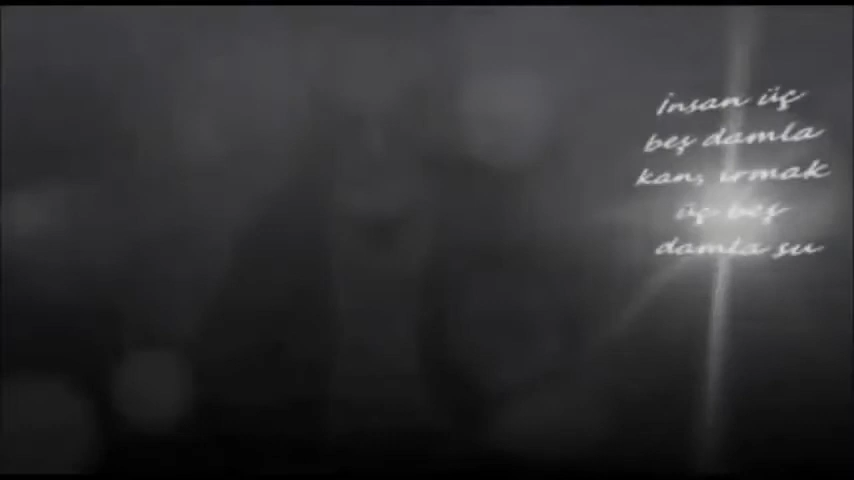 İnsan üç
beş damla
kan, ırmak
üç beş
damla su